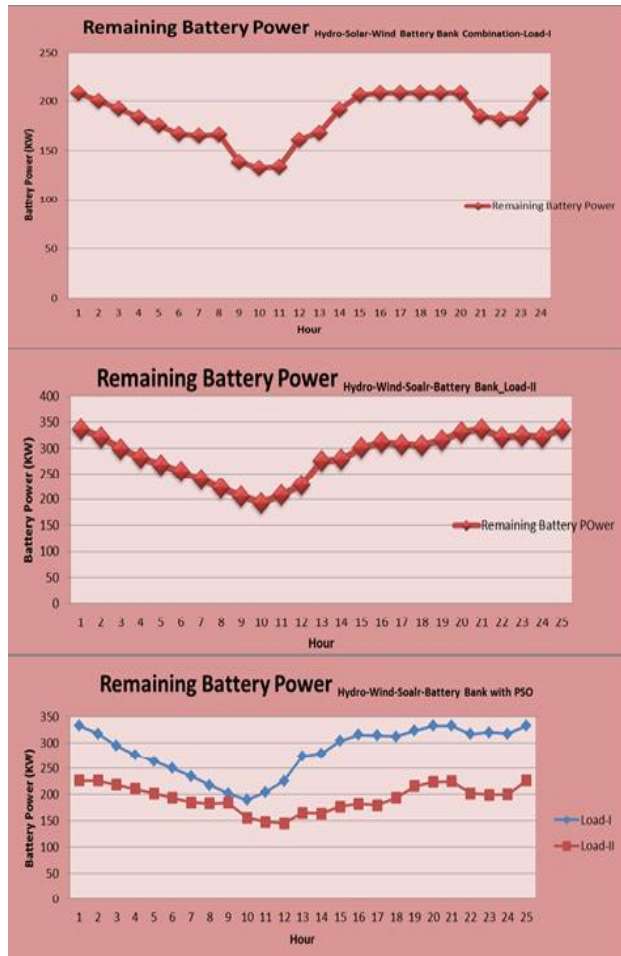 Remaining Battery Power Hydro-Solar-Wind Battery Bank Combination-Load-I
250
200
150
100
50
0
Battrey Power (KW)
Remaining Battery Power
1 2 3 4 5 6 7 8 9 10 11 12 13 14 15 16 17 18 19 20 21 22 23 24
Hour
Remaining Battery Power Hydro-Wind-Soalr-Battery Bank_Load-II
400
350
300
250
200
150
100
50
0
Battery Power (KW)
Remaining Battery POwer
1 2 3 4 5 6 7 8 9 10 11 12 13 14 15 16 17 18 19 20 21 22 23 24 25
Hour
Remaining Battery Power Hydro-Wind-Soalr-Battery Bank with PSO
350
300
250
200
150
100
50
0
Battery Power (KW)
Load-I
Load-II
1 2 3 4 5 6 7 8 9 10 11 12 13 14 15 16 17 18 19 20 21 22 23 24 25
Hour